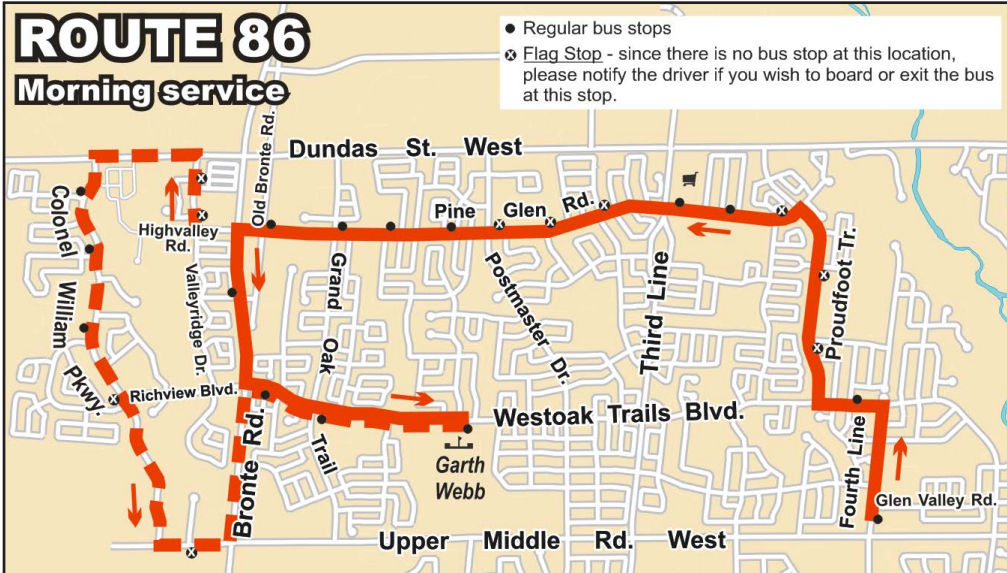 ROUTE 86
Morning service
Regular bus stops
Flag Stop - since there is no bus stop at this location,
please notify the driver if you wish to board or exit the bus
at this stop.
Old Bronte Rd.
Dundas St. West
Colonel William Pkwy.
Highvalley
Rd.
Valleyridge Dr.
Pine Glen Rd.
Grand Oak Trail
Postmaster Dr.
Third Line
Proudfoot Tr.
Richview Blvd.
Bronte Rd.
Westoak Trails Blvd.
Garth
Webb
Fourth Line
Glen Valley Rd.
Upper Middle Rd. West